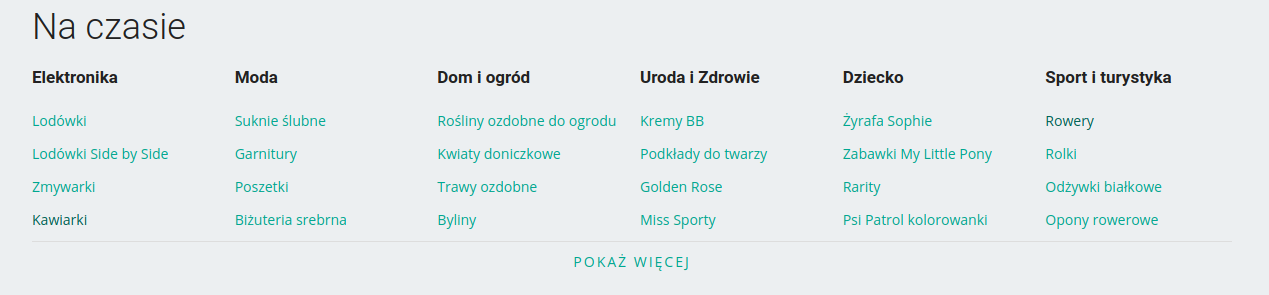 Na czasie
Elektronika
Lodówki
Lodówki Side by Side
Zmywarki
Kawiarki
Moda
Suknie ślubne
Garnitury
Poszetki
Biżuteria srebrna
Dom i ogród
Rośliny ozdobne do ogrodu
Kwiaty doniczkowe
Trawy ozdobne
Byliny
Uroda i Zdrowie
Kremy BB
Podkłady do twarzy
Golden Rose
Miss Sporty
Dziecko
Żyrafa Sophie
Zabawki My Little Pony
Rarity
Psi Patrol kolorowanki
Sport i turystyka
Rowery
Rolki
Odżywki białkowe
Opony rowerowe
POKAŻ WIĘCEJ